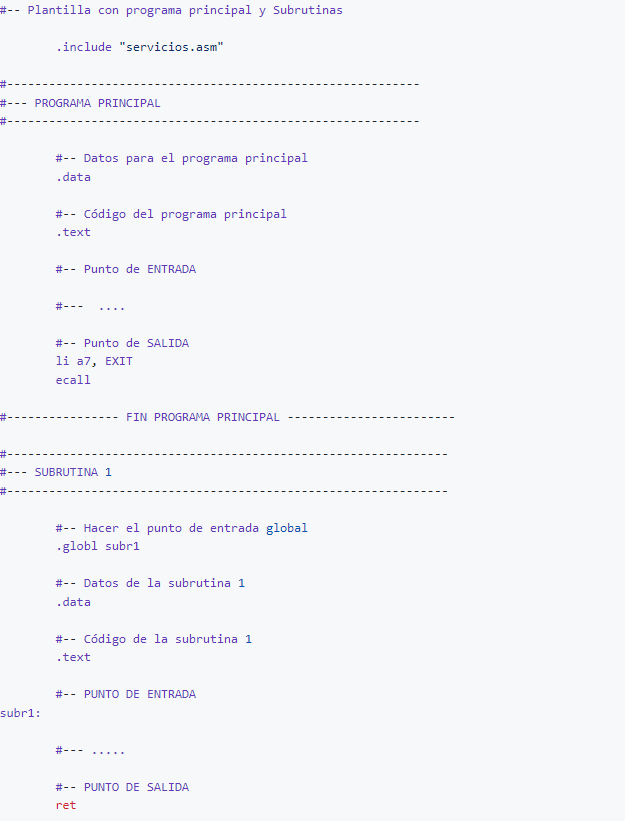 #-- Plantilla con programa principal y Subrutinas
.include "servicios.asm"
#-----------------------------------------------------------
#--- PROGRAMA PRINCIPAL
#-----------------------------------------------------------
#-- Datos para el programa principal
.data
#-- Código del programa principal
.text
#-- Punto de ENTRADA
#---  ....
#-- Punto de SALIDA
li a7, EXIT
ecall
#---------------- FIN PROGRAMA PRINCIPAL ------------------------
#---------------------------------------------------------------
#--- SUBRUTINA 1
#---------------------------------------------------------------
#-- Hacer el punto de entrada global
.globl subr1
#-- Datos de la subrutina 1
.data
#-- Código de la subrutina 1
.text
#-- PUNTO DE ENTRADA
subr1:
#--- .....
#-- PUNTO DE SALIDA
ret